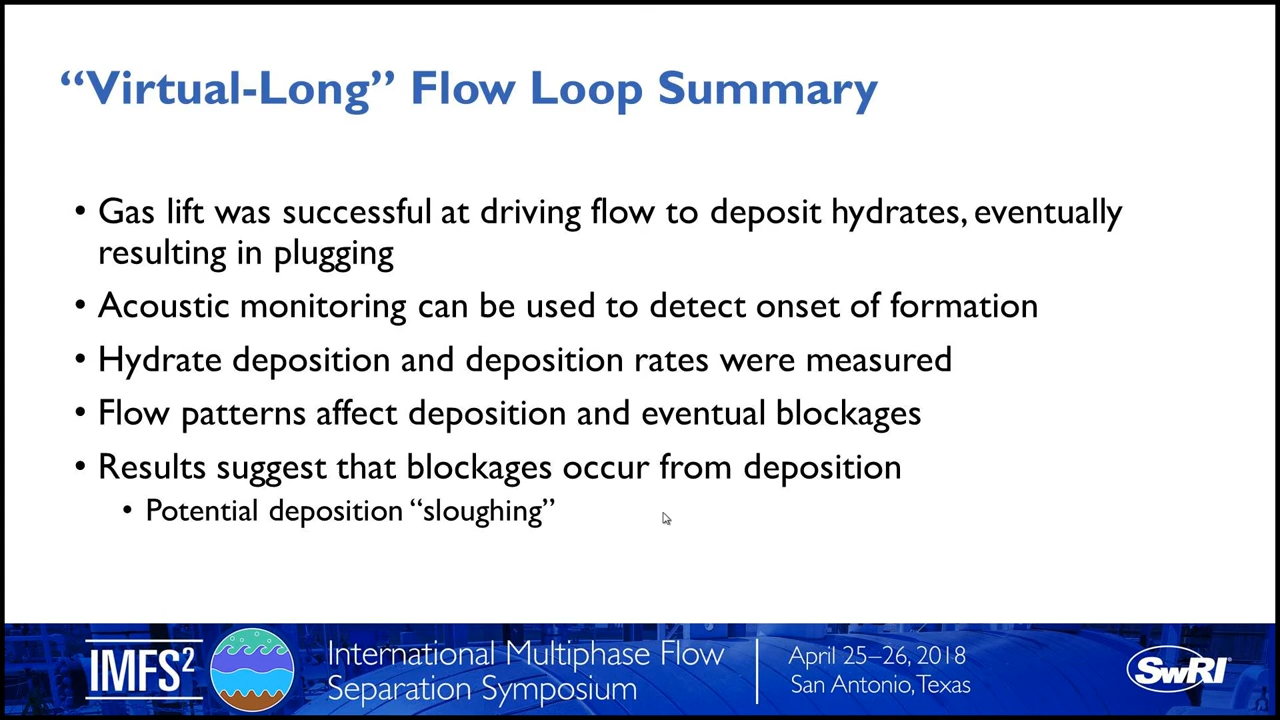 “Virtual-Long” Flow Loop Summary
• Gas lift was successful at driving flow to deposit hydrates, eventually
resulting in plugging
• Acoustic monitoring can be used to detect onset of formation
• Hydrate deposition and deposition rates were measured
• Flow patterns affect deposition and eventual blockages
• Results suggest that blockages occur from deposition
• Potential deposition “sloughing”
IMFS²
International Multiphase Flow
Separation Symposium
April 25–26, 2018
San Antonio, Texas
SwRI®